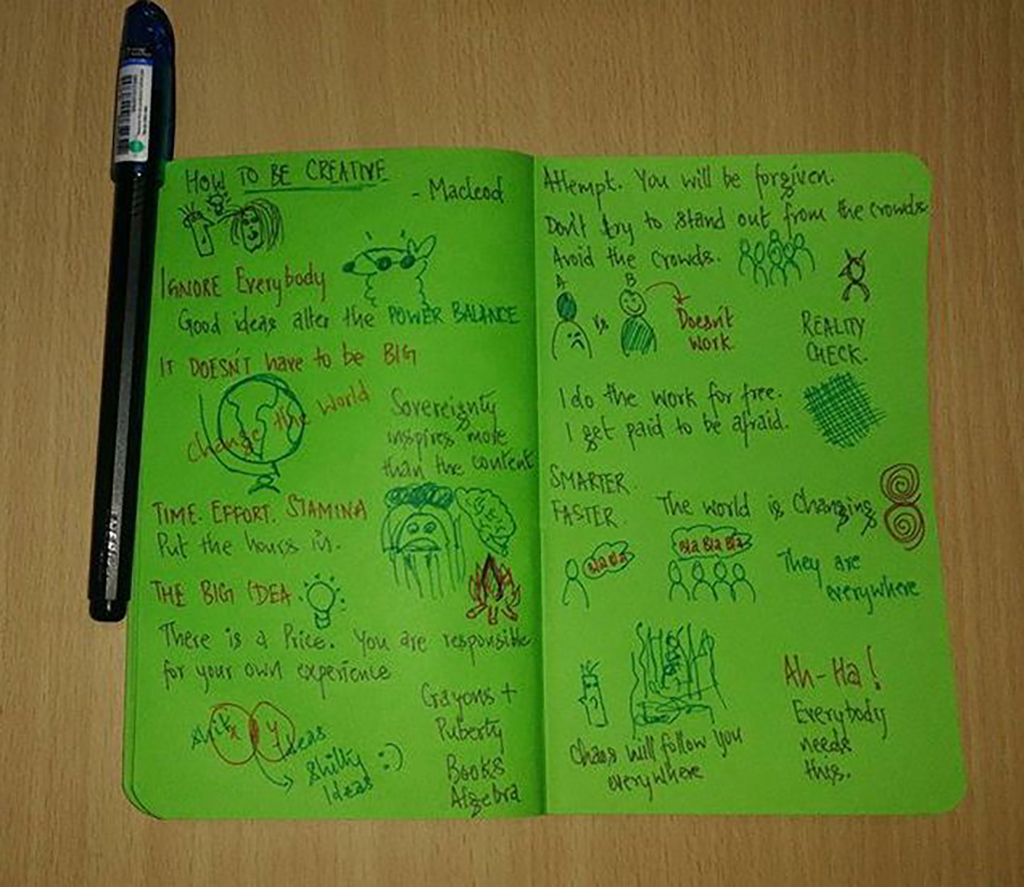 HOW TO BE CREATIVE
- Macleod
IGNORE Everybody
Good ideas alter the POWER BALANCE
IT DOESN'T have to be BIG
change the world
Sovereignty
inspires more
than the content
TIME. EFFORT. STAMINA
Put the hours in.
THE BIG IDEA.
There is a Price. You are responsible
for your own experience
x y
Ideas
Shilky :)
Ideas
Crayons +
Puberty
Books
Algebra
Attempt. You will be forgiven.
Don't try to stand out from the crowds
Avoid the crowds.
A B
vs
Doesn't
work
REALITY
CHECK.
I do the work for free.
I get paid to be afraid.
SMARTER
FASTER
The world is changing
Bla Bla
Bla Bla Bla
They are
everywhere
Chaos will follow you
everywhere
Ah-Ha!
Everybody
needs
this.